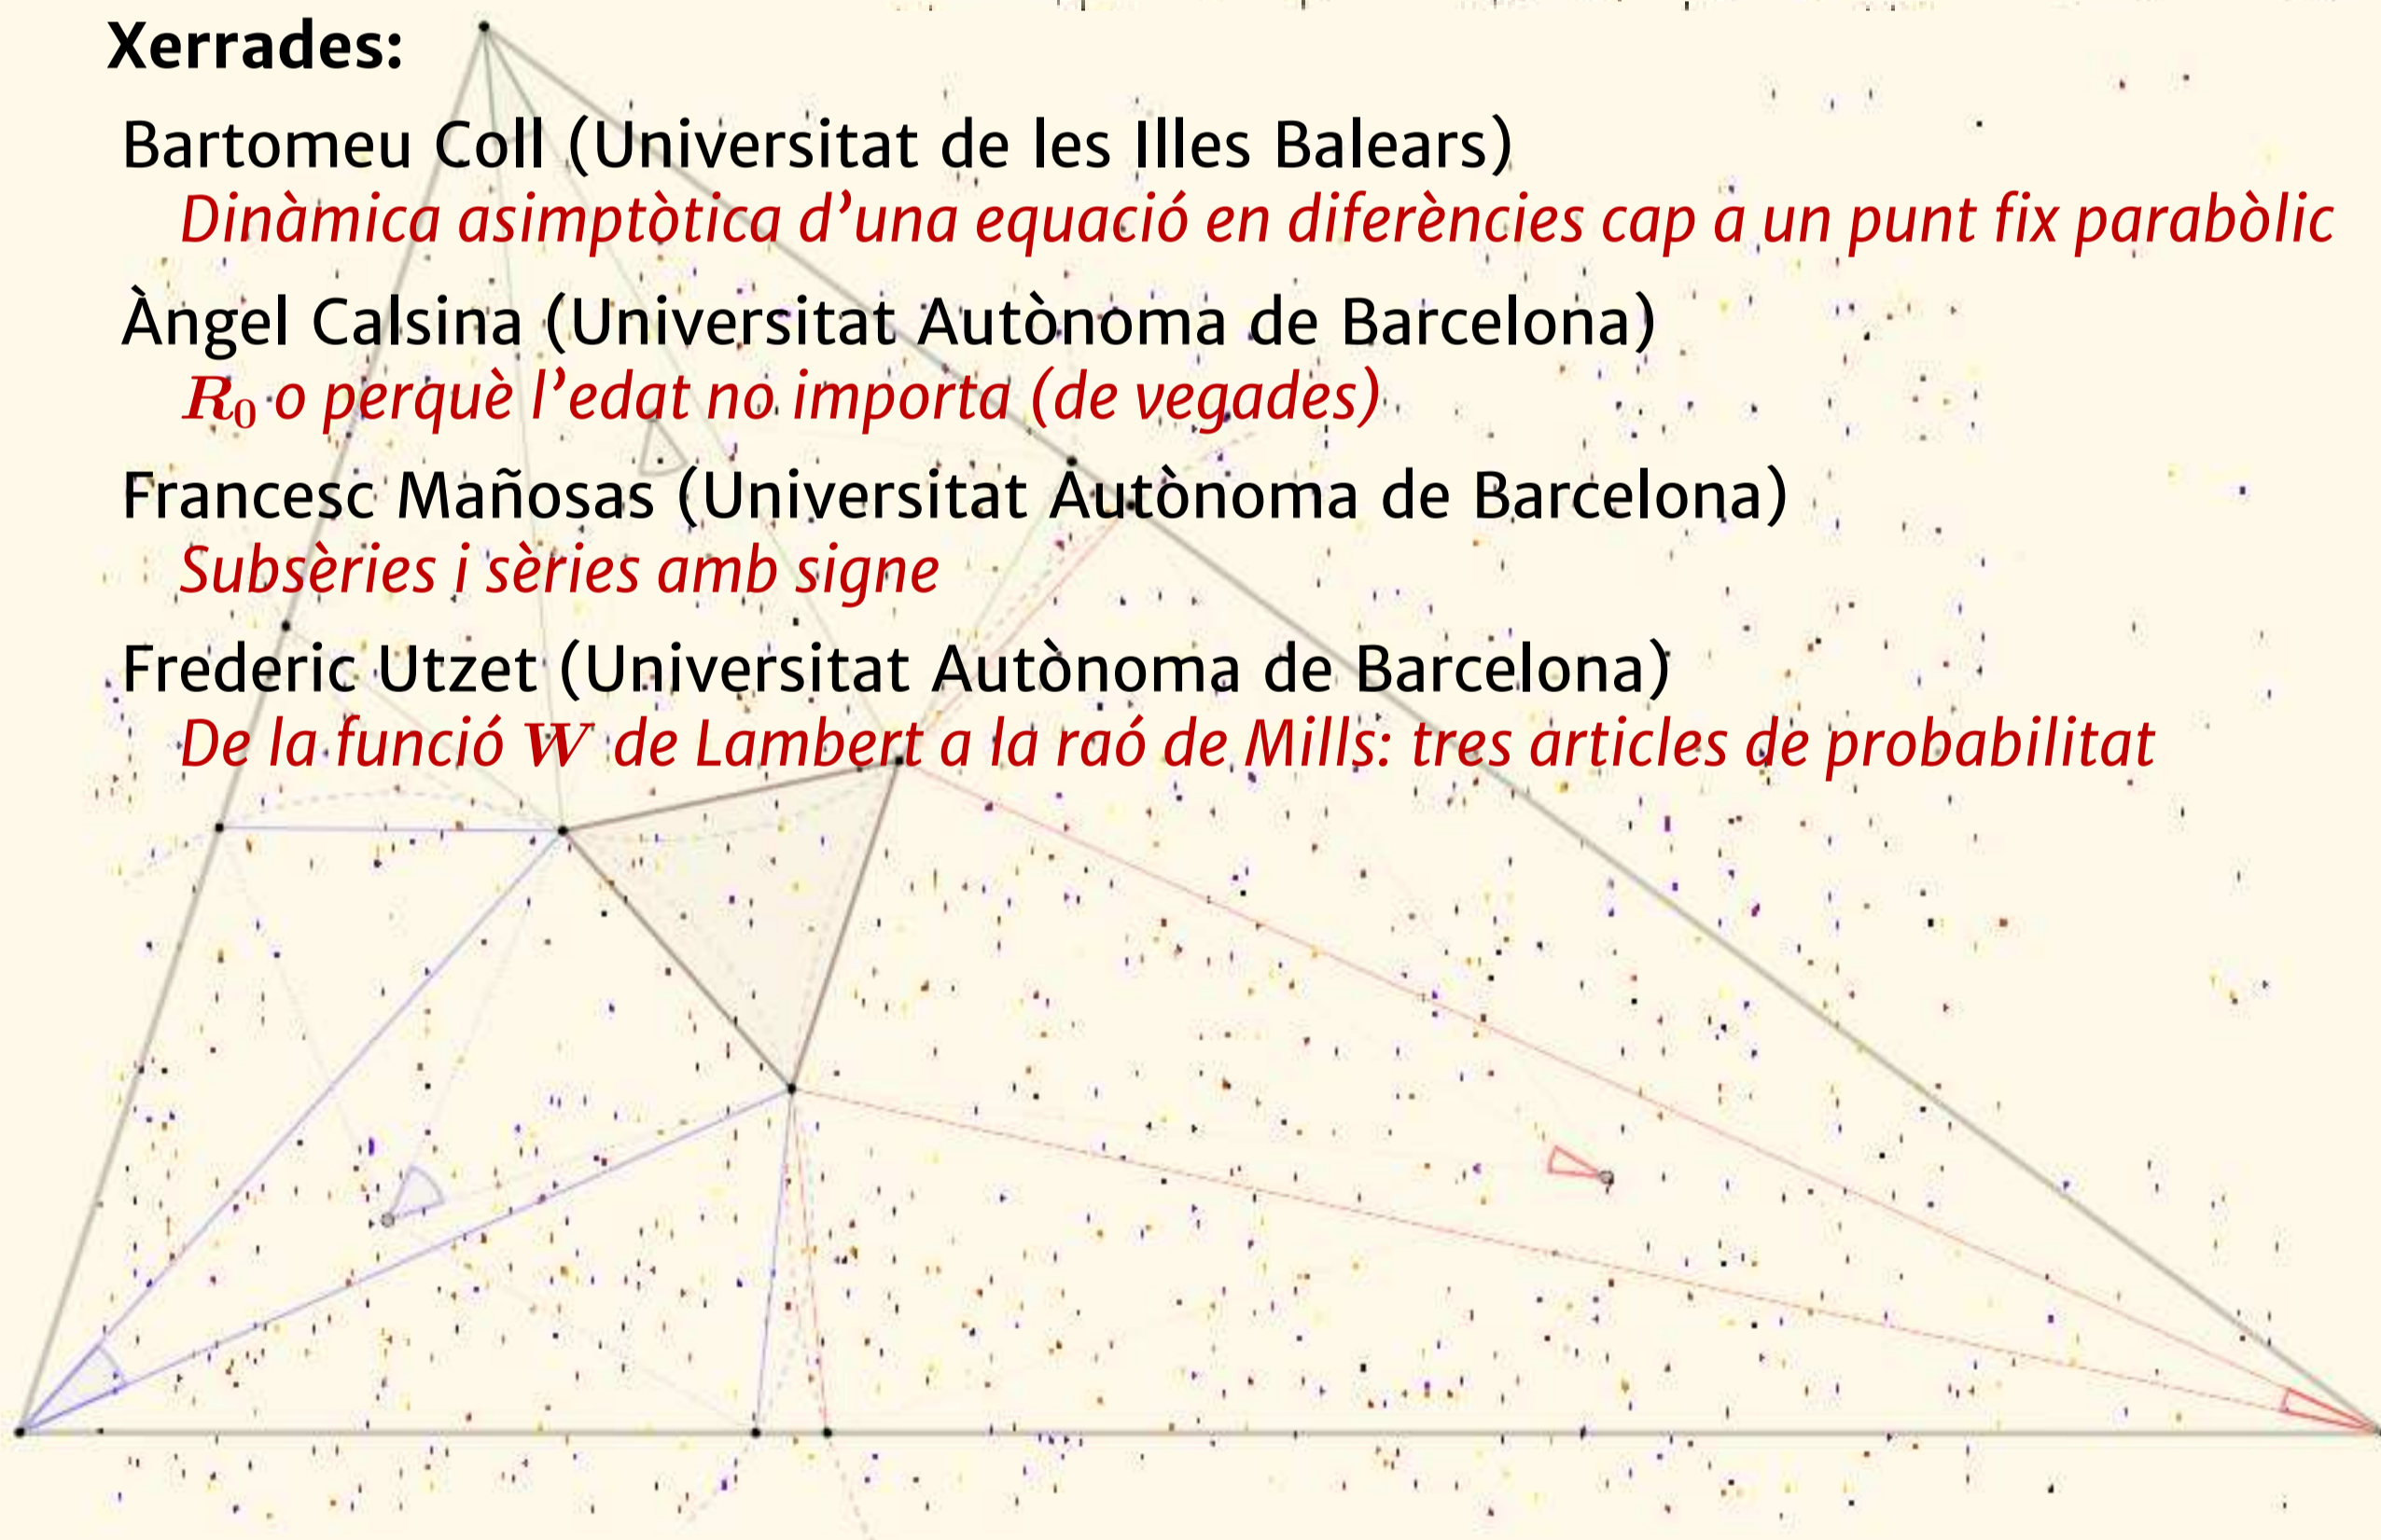 Xerrades:
Bartomeu Coll (Universitat de les Illes Balears)
Dinàmica asimptòtica d’una equació en diferències cap a un punt fix parabòlic
Àngel Calsina (Universitat Autònoma de Barcelona)
R₀ o perquè l’edat no importa (de vegades)
Francesc Mañosas (Universitat Autònoma de Barcelona)
Subsèries i sèries amb signe
Frederic Utzet (Universitat Autònoma de Barcelona)
De la funció W de Lambert a la raó de Mills: tres articles de probabilitat